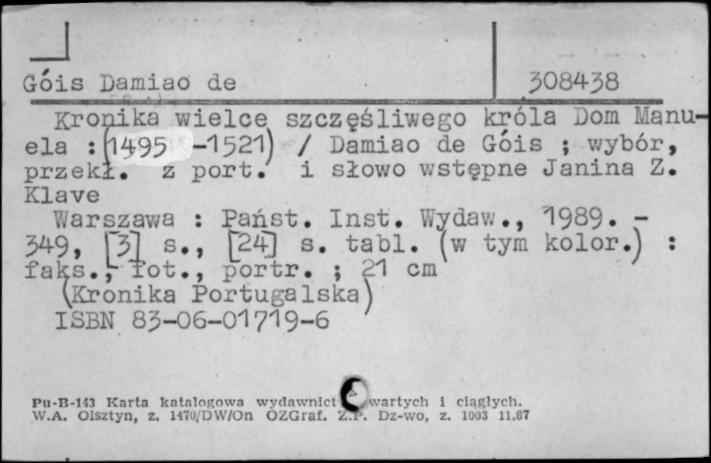 Góis Damiao de 308438
Kronika wielce szczęśliwego króla Dom Manu-
ela : (1495 -1521) / Damiao de Góis ; wybór,
przekł. z port. i słowo wstępne Janina Z.
Klave
Warszawa : Państ. Inst. Wydaw., 1989. -
349, [3] s., [24] s. tabl. (w tym kolor.) :
faks., fot., portr. ; 21 cm
(Kronika Portugalska)
ISBN 83-06-01719-6
Pu-B-143 Karta katalogowa wydawnict wartych i ciągłych.
W.A. Olsztyn, z. 1470/DW/On OZGraf. Z.P. Dz-wo, z. 1003 11.87